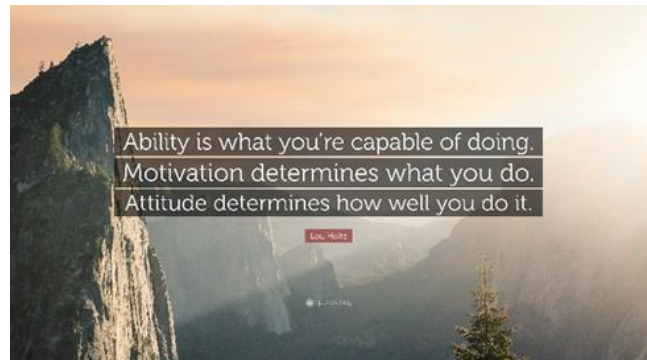 Ability is what you're capable of doing.
Motivation determines what you do.
Attitude determines how well you do it.
Lou Holtz